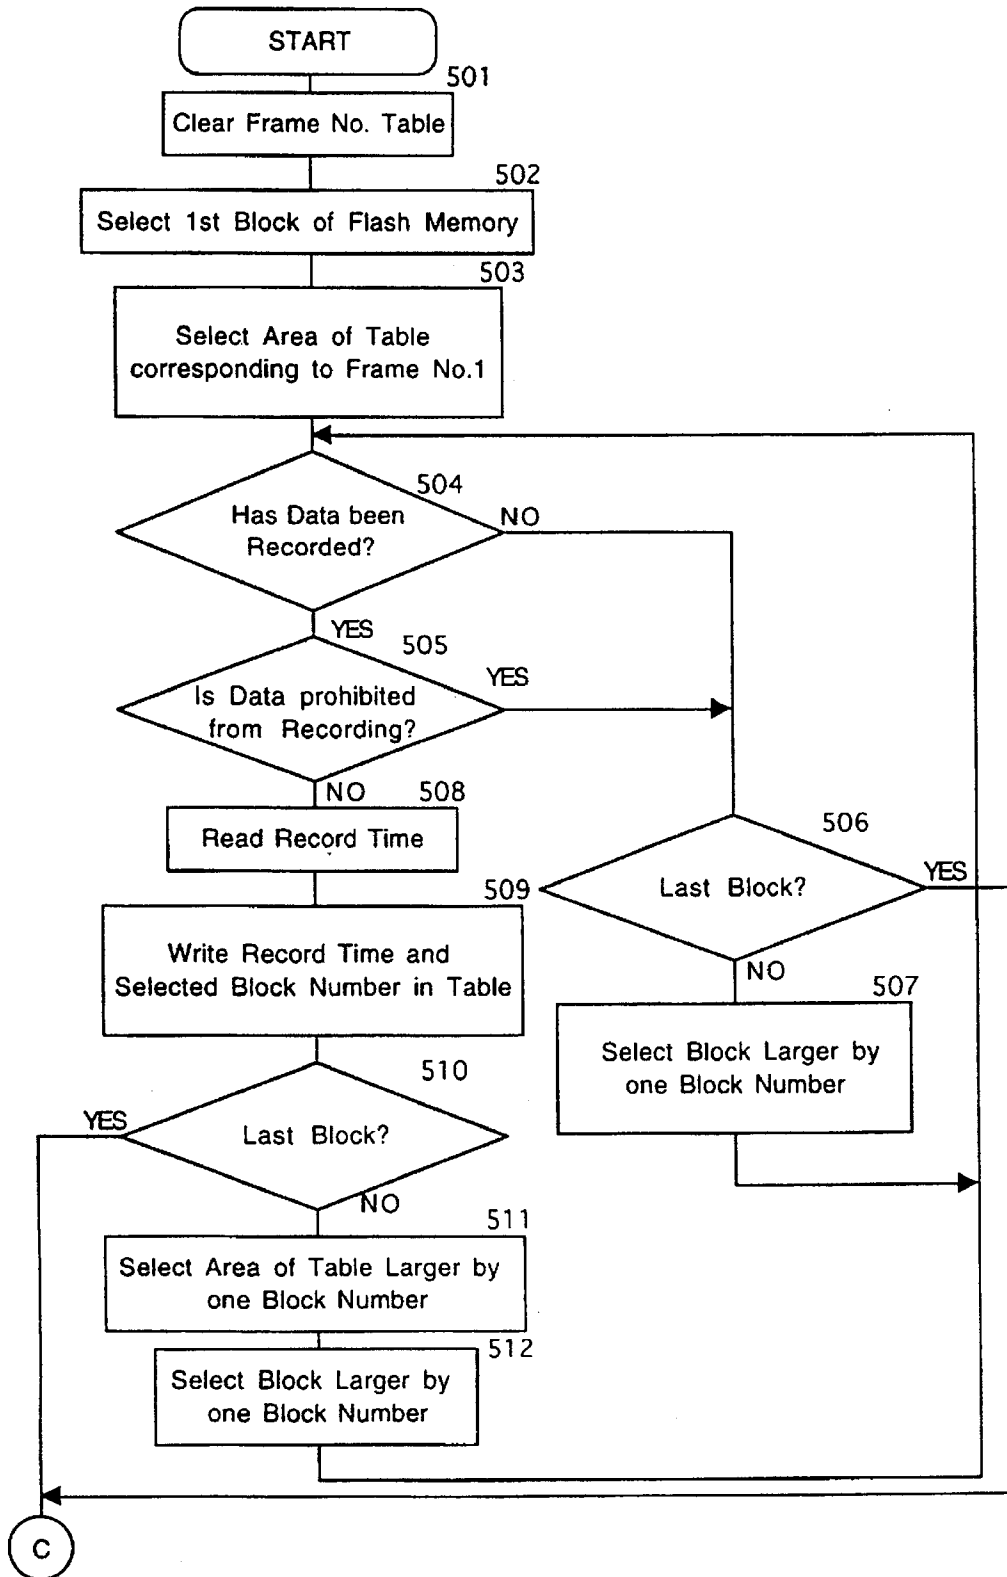 START
501
Clear Frame No. Table
502
Select 1st Block of Flash Memory
503
Select Area of Table
corresponding to Frame No.1
504
Has Data been
Recorded?
NO
YES
505
Is Data prohibited
from Recording?
YES
NO
508
Read Record Time
506
Last Block?
YES
NO
509
Write Record Time and
Selected Block Number in Table
507
Select Block Larger by
one Block Number
510
YES
Last Block?
NO
511
Select Area of Table Larger by
one Block Number
512
Select Block Larger by
one Block Number
C